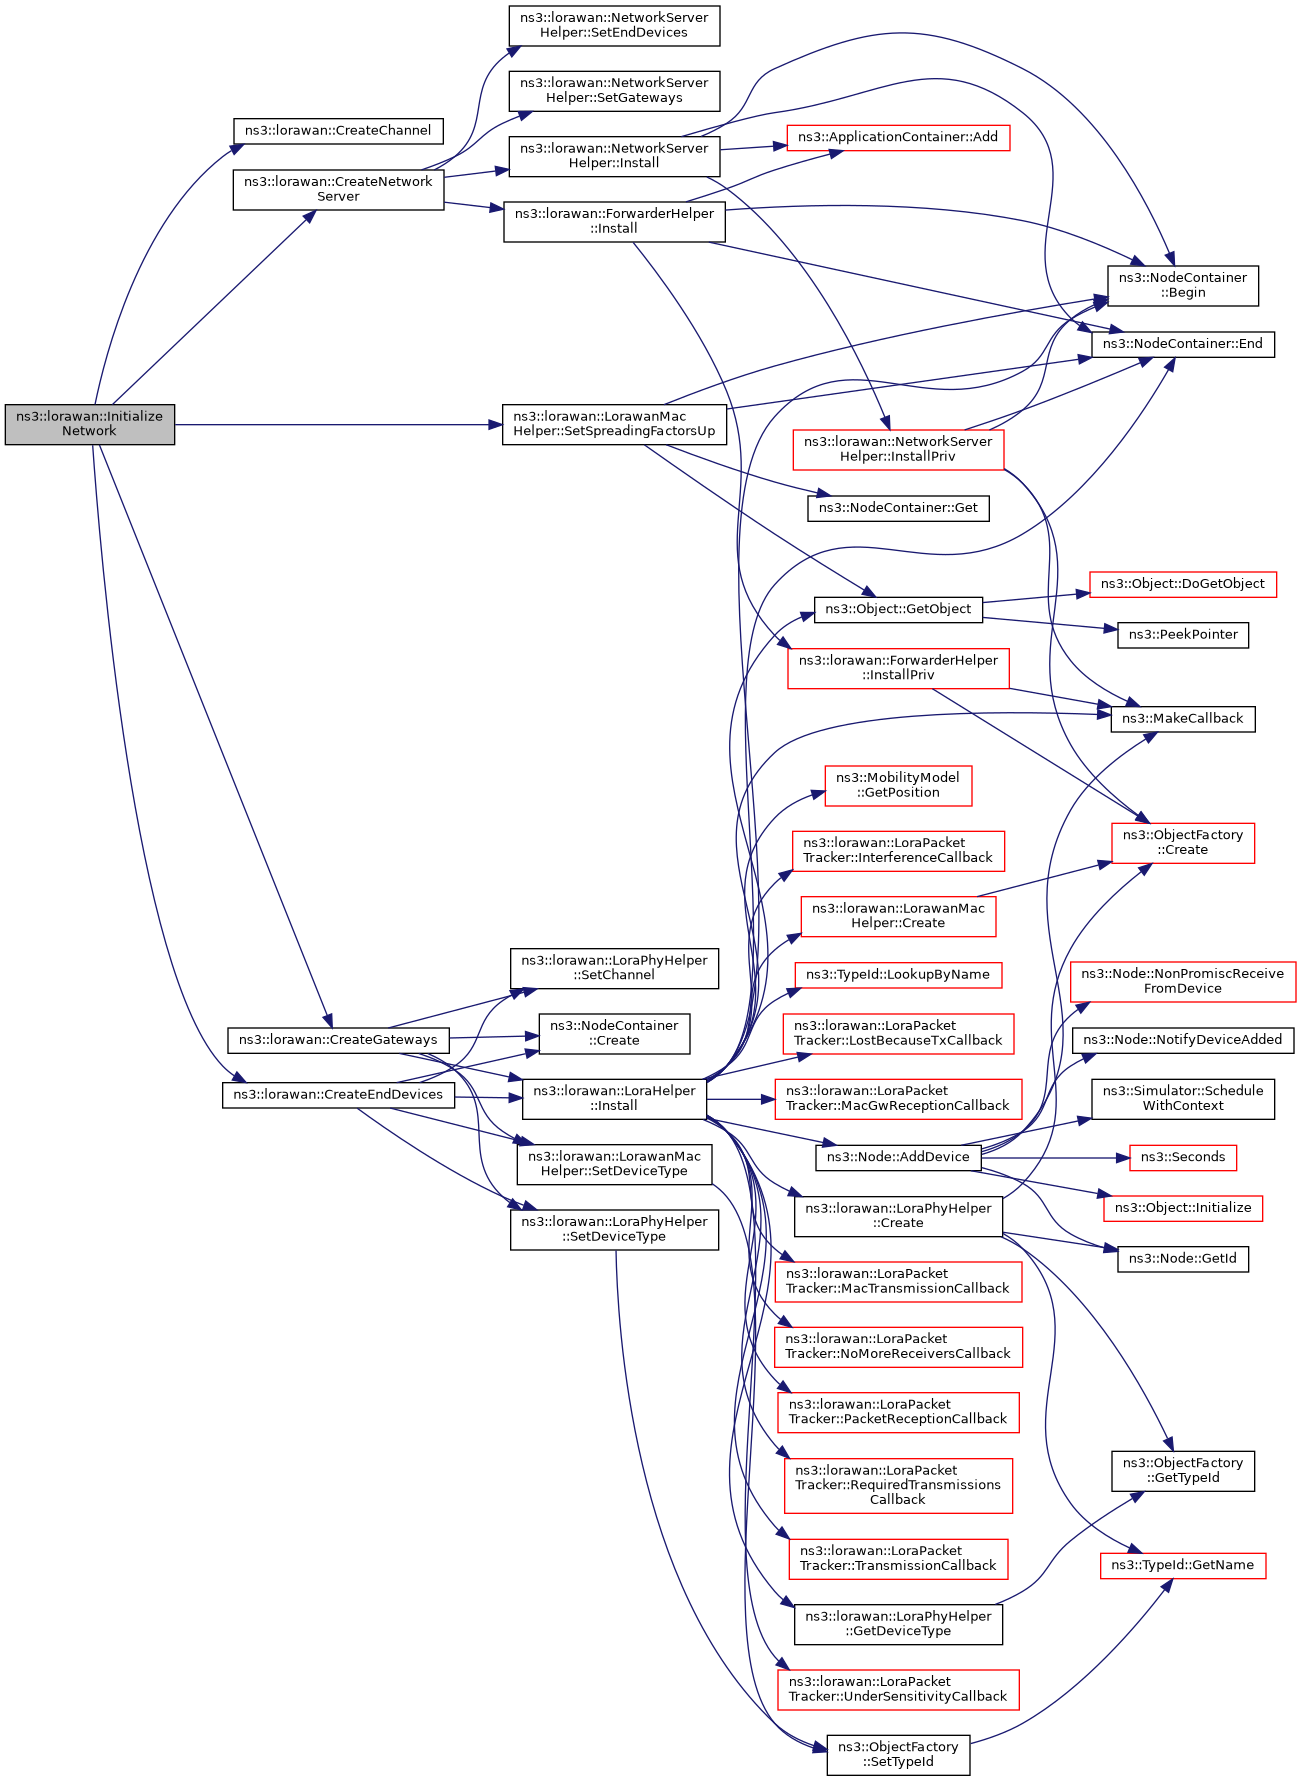 ns3::lorawan::NetworkServer
Helper::SetEndDevices
ns3::lorawan::NetworkServer
Helper::SetGateways
ns3::lorawan::CreateChannel
ns3::lorawan::NetworkServer
Helper::Install
ns3::ApplicationContainer::Add
ns3::lorawan::CreateNetwork
Server
ns3::lorawan::ForwarderHelper
::Install
ns3::NodeContainer
::Begin
ns3::NodeContainer::End
ns3::lorawan::Initialize
Network
ns3::lorawan::LorawanMac
Helper::SetSpreadingFactorsUp
ns3::lorawan::NetworkServer
Helper::InstallPriv
ns3::NodeContainer::Get
ns3::Object::DoGetObject
ns3::Object::GetObject
ns3::PeekPointer
ns3::lorawan::ForwarderHelper
::InstallPriv
ns3::MakeCallback
ns3::MobilityModel
::GetPosition
ns3::ObjectFactory
::Create
ns3::lorawan::LoraPacket
Tracker::InterferenceCallback
ns3::lorawan::LorawanMac
Helper::Create
ns3::lorawan::LoraPhyHelper
::SetChannel
ns3::TypeId::LookupByName
ns3::Node::NonPromiscReceive
FromDevice
ns3::lorawan::CreateGateways
ns3::NodeContainer
::Create
ns3::lorawan::LoraPacket
Tracker::LostBecauseTxCallback
ns3::Node::NotifyDeviceAdded
ns3::lorawan::CreateEndDevices
ns3::lorawan::LoraHelper
::Install
ns3::lorawan::LoraPacket
Tracker::MacGwReceptionCallback
ns3::Simulator::Schedule
WithContext
ns3::lorawan::LorawanMac
Helper::SetDeviceType
ns3::Node::AddDevice
ns3::Seconds
ns3::lorawan::LoraPhyHelper
::SetDeviceType
ns3::lorawan::LoraPhyHelper
::Create
ns3::Object::Initialize
ns3::Node::GetId
ns3::lorawan::LoraPacket
Tracker::MacTransmissionCallback
ns3::lorawan::LoraPacket
Tracker::NoMoreReceiversCallback
ns3::lorawan::LoraPacket
Tracker::PacketReceptionCallback
ns3::lorawan::LoraPacket
Tracker::RequiredTransmissions
Callback
ns3::ObjectFactory
::GetTypeId
ns3::lorawan::LoraPacket
Tracker::TransmissionCallback
ns3::TypeId::GetName
ns3::lorawan::LoraPhyHelper
::GetDeviceType
ns3::lorawan::LoraPacket
Tracker::UnderSensitivityCallback
ns3::ObjectFactory
::SetTypeId